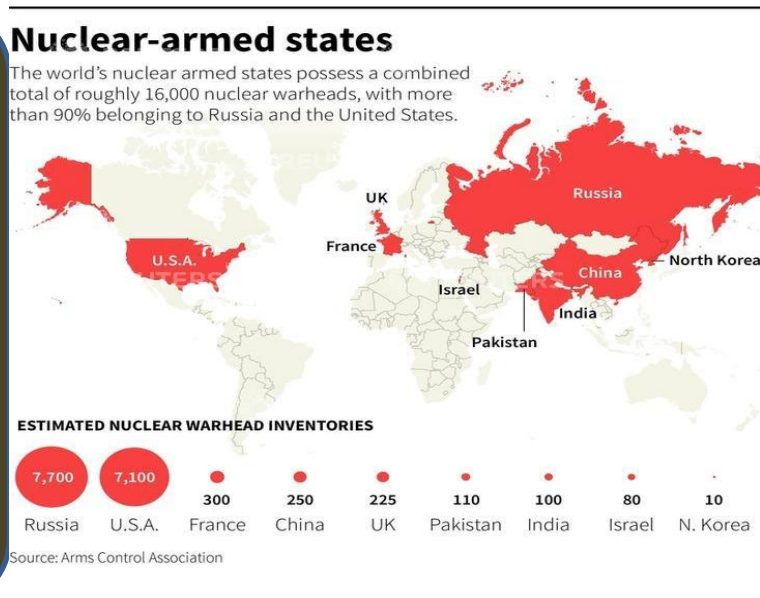 Nuclear-armed states
The world's nuclear armed states possess a combined
total of roughly 16,000 nuclear warheads, with more
than 90% belonging to Russia and the United States.
UK
Russia
France
U.S.A.
North Korea
China
Israel
India
Pakistan
ESTIMATED NUCLEAR WARHEAD INVENTORIES
7,700 7,100 300 250 225 110 100 80 10
Russia U.S.A. France China UK Pakistan India Israel N. Korea
Source: Arms Control Association